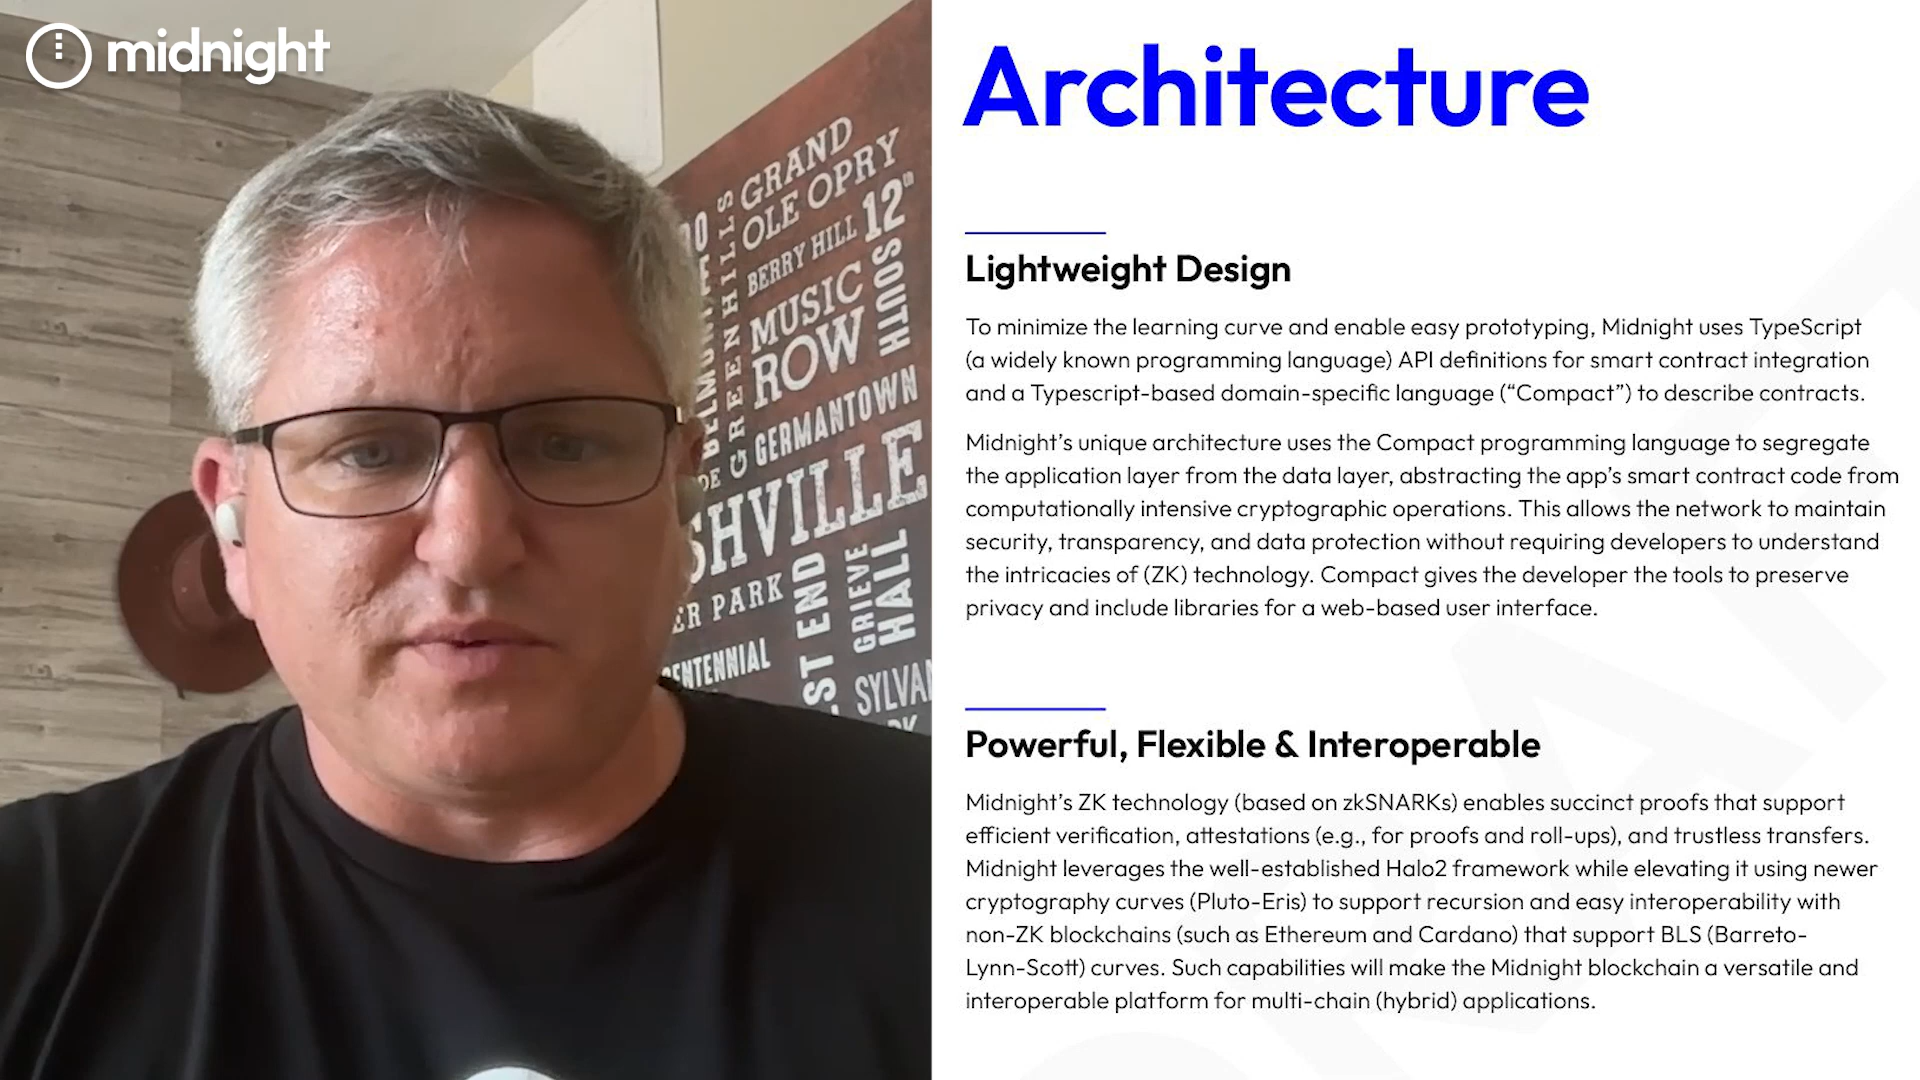 midnight
GRAND
OLE OPRY
BERRY HILL
12
SOUTH
MUSIC
ROW
GREENHILLS
GERMANTOWN
PARK
END
GRIEVE
HALL
Architecture
Lightweight Design
To minimize the learning curve and enable easy prototyping, Midnight uses TypeScript
(a widely known programming language) API definitions for smart contract integration
and a Typescript-based domain-specific language (“Compact”) to describe contracts.
Midnight’s unique architecture uses the Compact programming language to segregate
the application layer from the data layer, abstracting the app’s smart contract code from
computationally intensive cryptographic operations. This allows the network to maintain
security, transparency, and data protection without requiring developers to understand
the intricacies of (ZK) technology. Compact gives the developer the tools to preserve
privacy and include libraries for a web-based user interface.
Powerful, Flexible & Interoperable
Midnight’s ZK technology (based on zkSNARKs) enables succinct proofs that support
efficient verification, attestations (e.g., for proofs and roll-ups), and trustless transfers.
Midnight leverages the well-established Halo2 framework while elevating it using newer
cryptography curves (Pluto-Eris) to support recursion and easy interoperability with
non-ZK blockchains (such as Ethereum and Cardano) that support BLS (Barreto-
Lynn-Scott) curves. Such capabilities will make the Midnight blockchain a versatile and
interoperable platform for multi-chain (hybrid) applications.